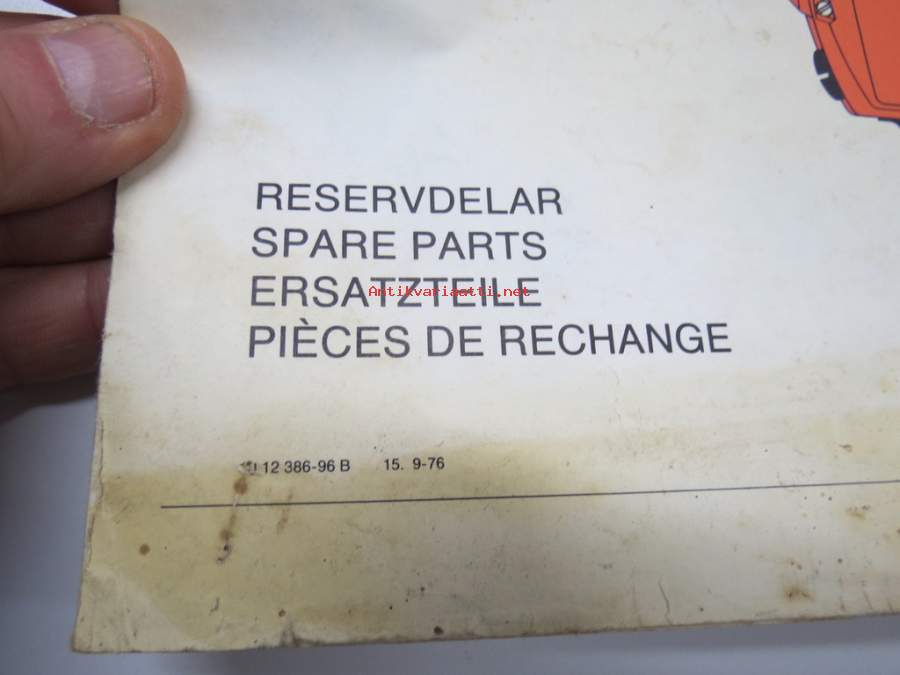 RESERVDELAR
SPARE PARTS
ERSATZTEILE
Antikvariaatti.net
PIÈCES DE RECHANGE
12 386-96 B 15. 9-76